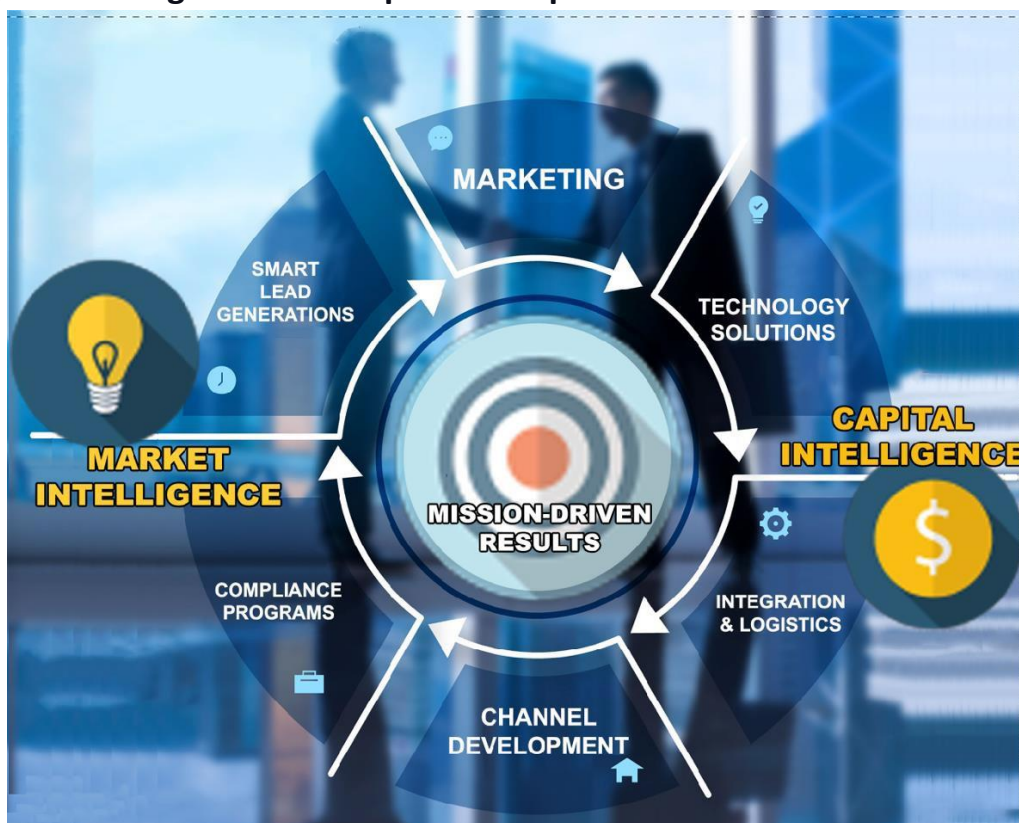 MARKETING
SMART
LEAD
GENERATIONS
TECHNOLOGY
SOLUTIONS
CAPITAL
INTELLIGENCE
MARKET
INTELLIGENCE
MISSION-DRIVEN
RESULTS
COMPLIANCE
PROGRAMS
INTEGRATION
& LOGISTICS
CHANNEL
DEVELOPMENT